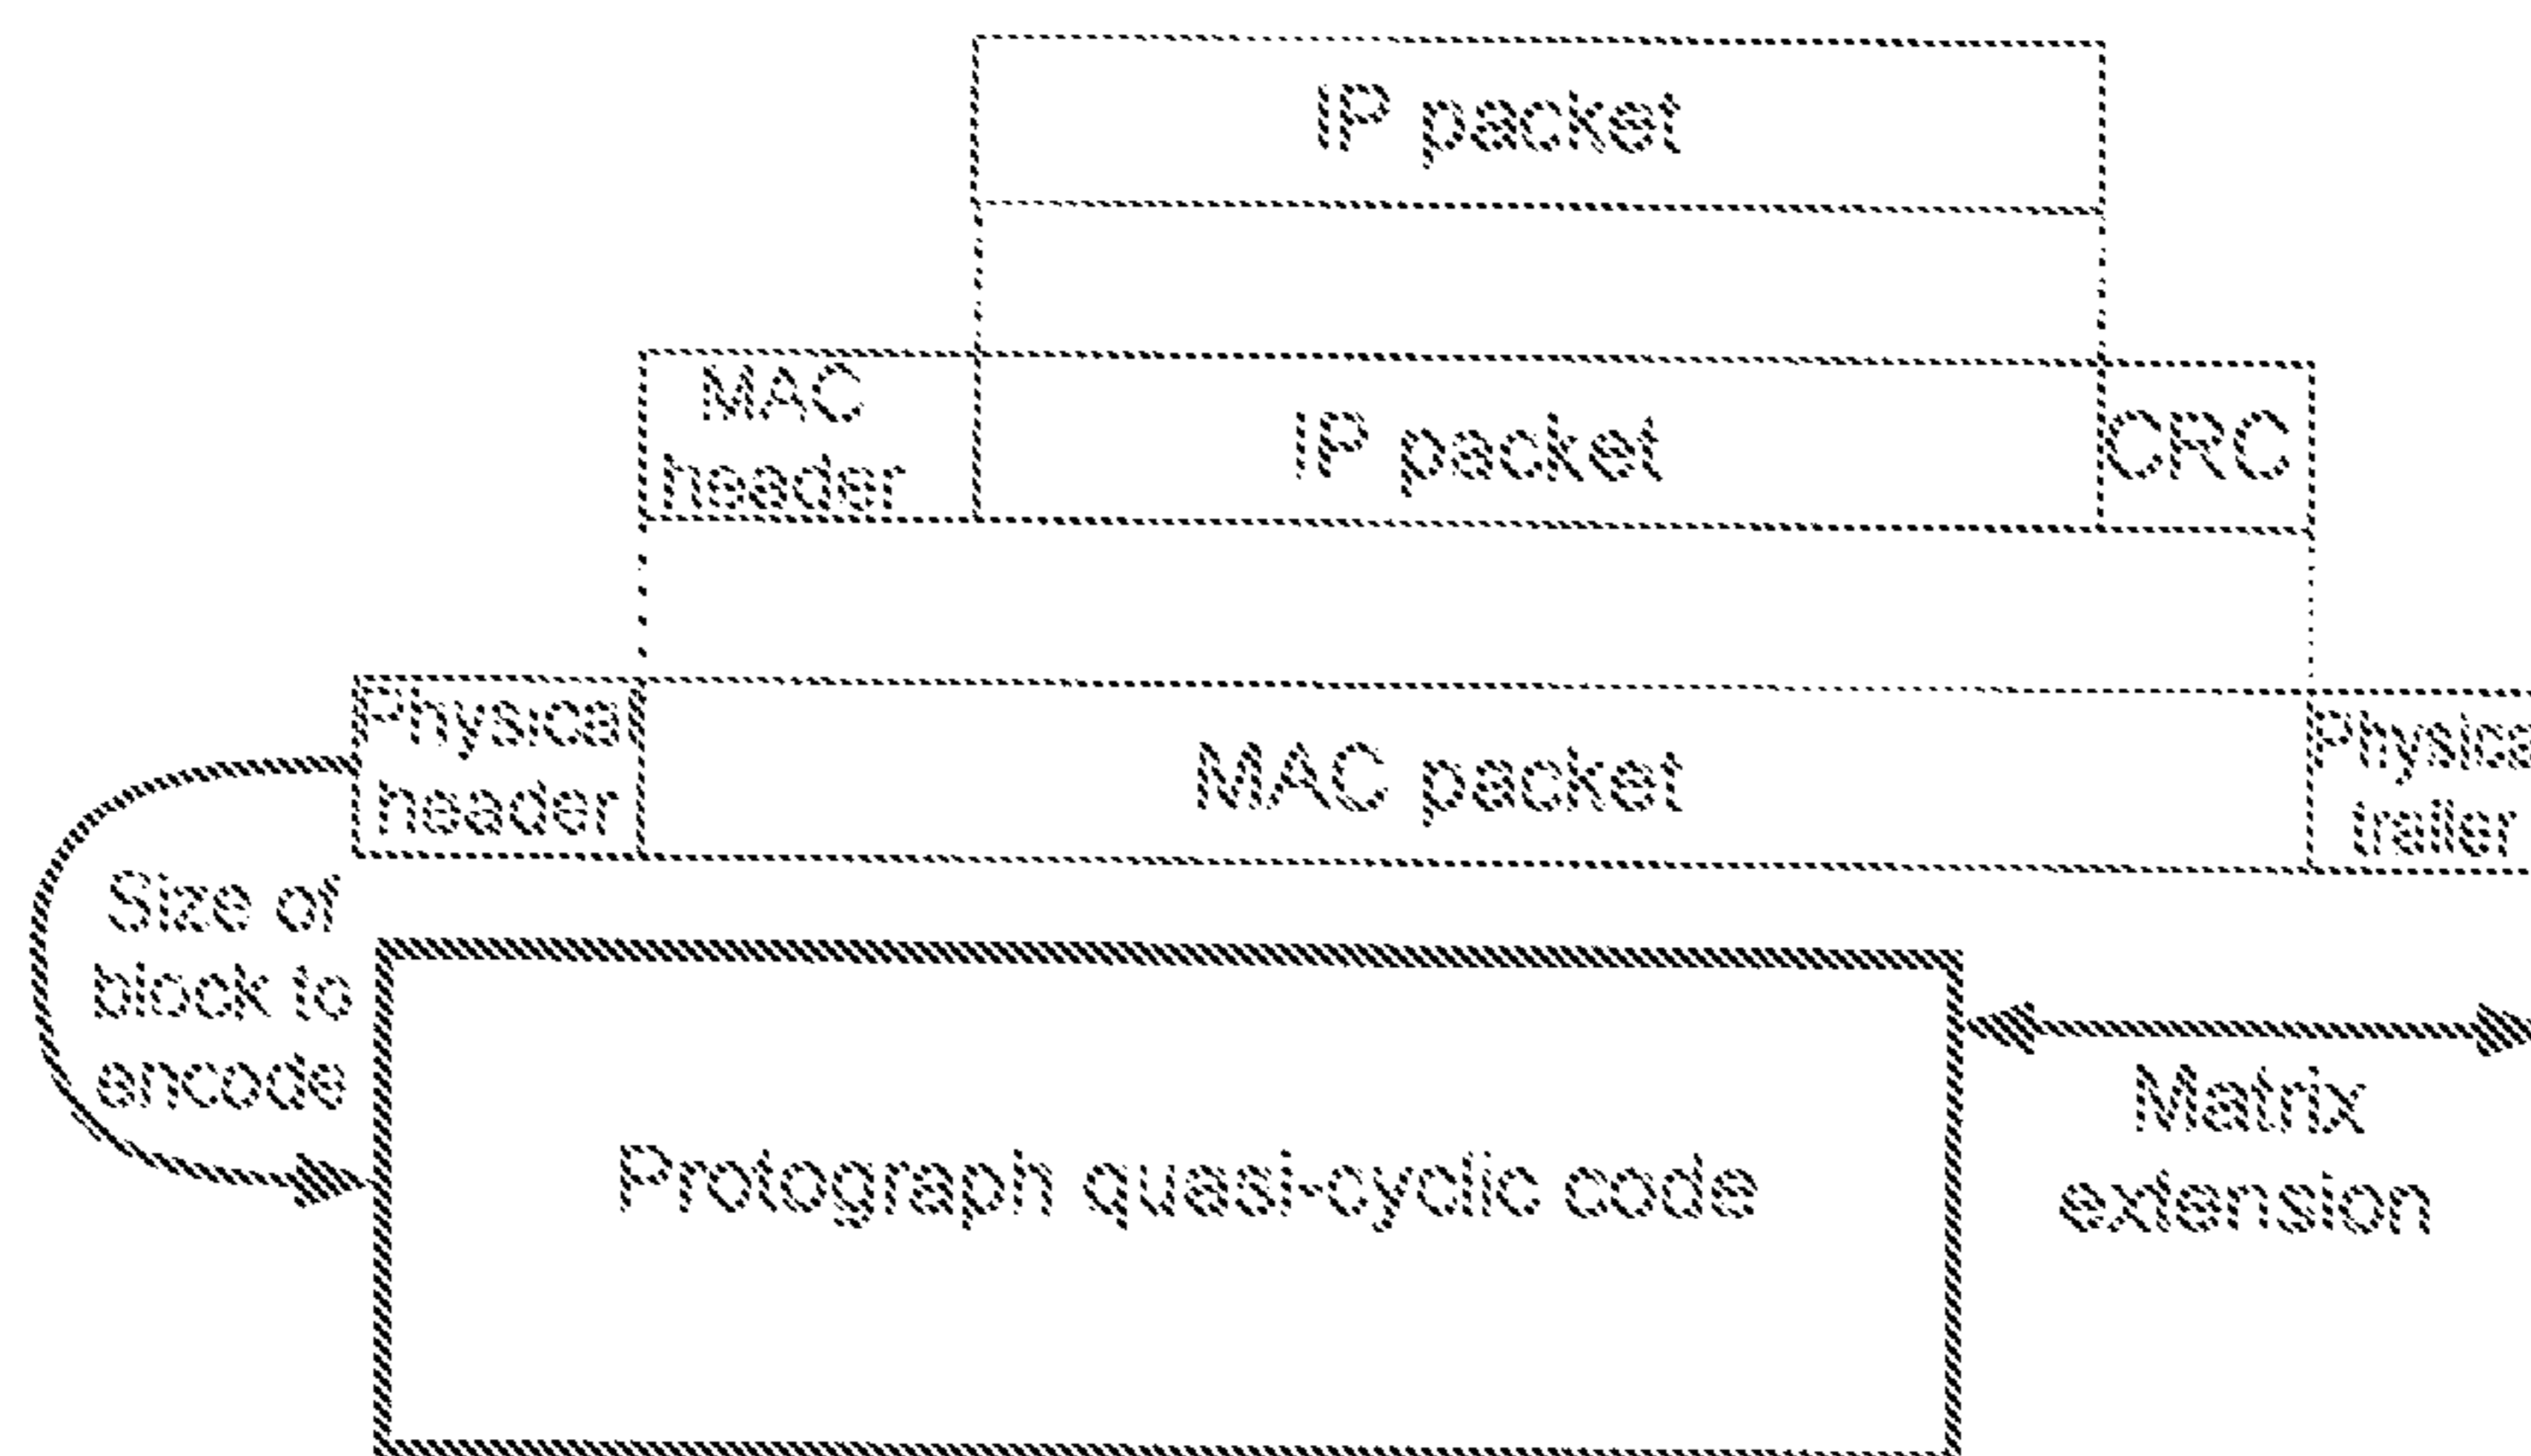 IP packet
MAC
header
IP packet
CRC
Physical
header
MAC packet
Physica
trailer
Size of
block to
encode
Protograph quasi-cyclic code
Matrix
extension